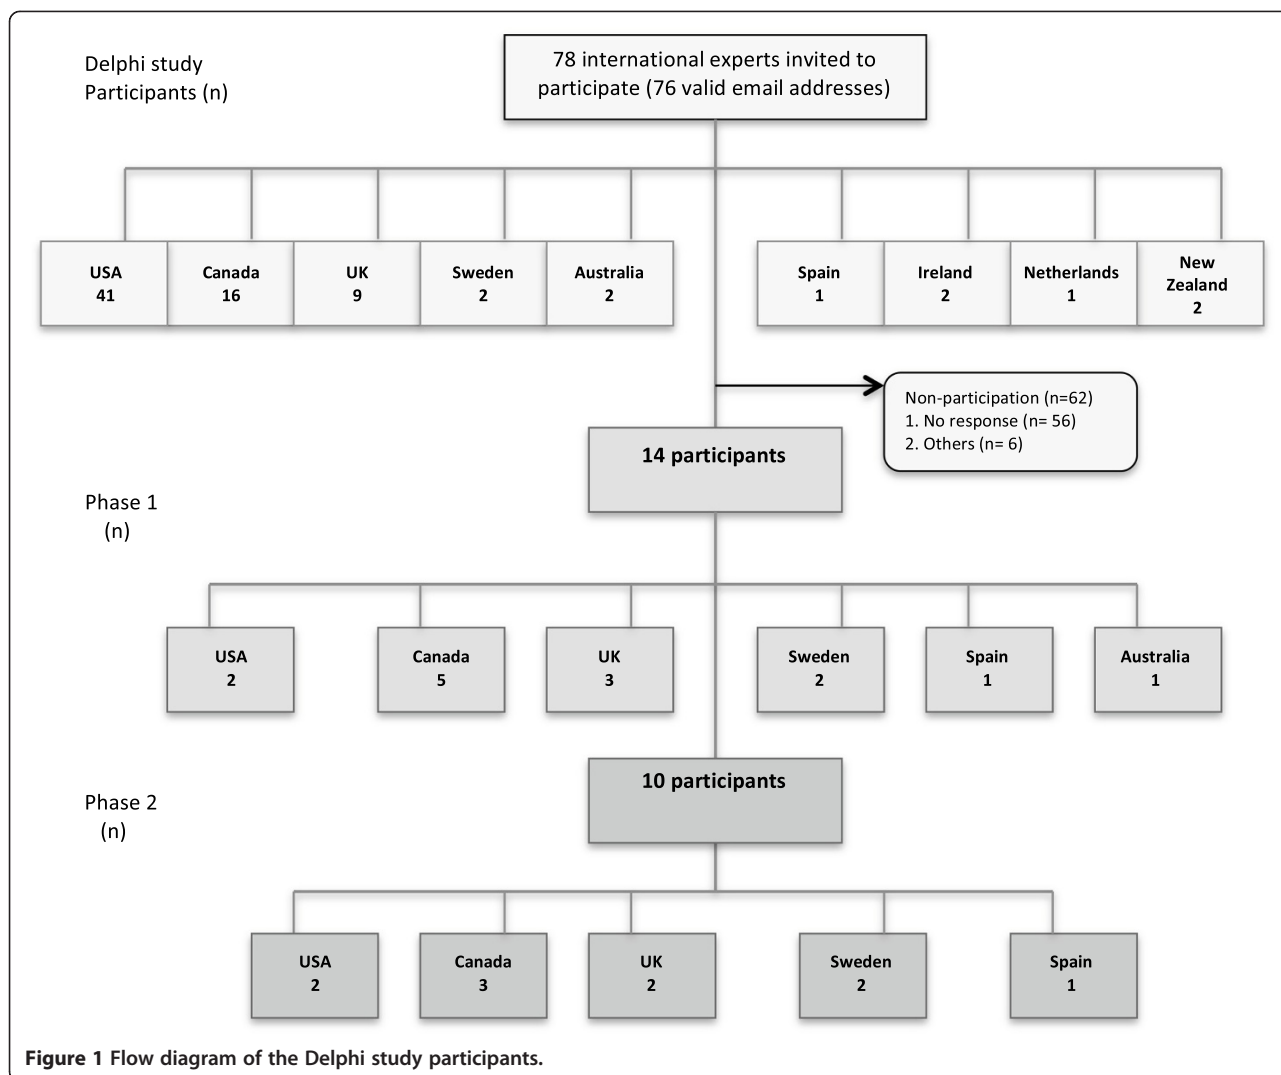 Delphi study
Participants (n)
78 international experts invited to
participate (76 valid email addresses)
USA
41
Canada
16
UK
9
Sweden
2
Australia
2
Spain
1
Ireland
2
Netherlands
1
New
Zealand
2
Non-participation (n=62)
1. No response (n= 56)
2. Others (n= 6)
14 participants
Phase 1
(n)
USA
2
Canada
5
UK
3
Sweden
2
Spain
1
Australia
1
10 participants
Phase 2
(n)
USA
2
Canada
3
UK
2
Sweden
2
Spain
1
Figure 1 Flow diagram of the Delphi study participants.